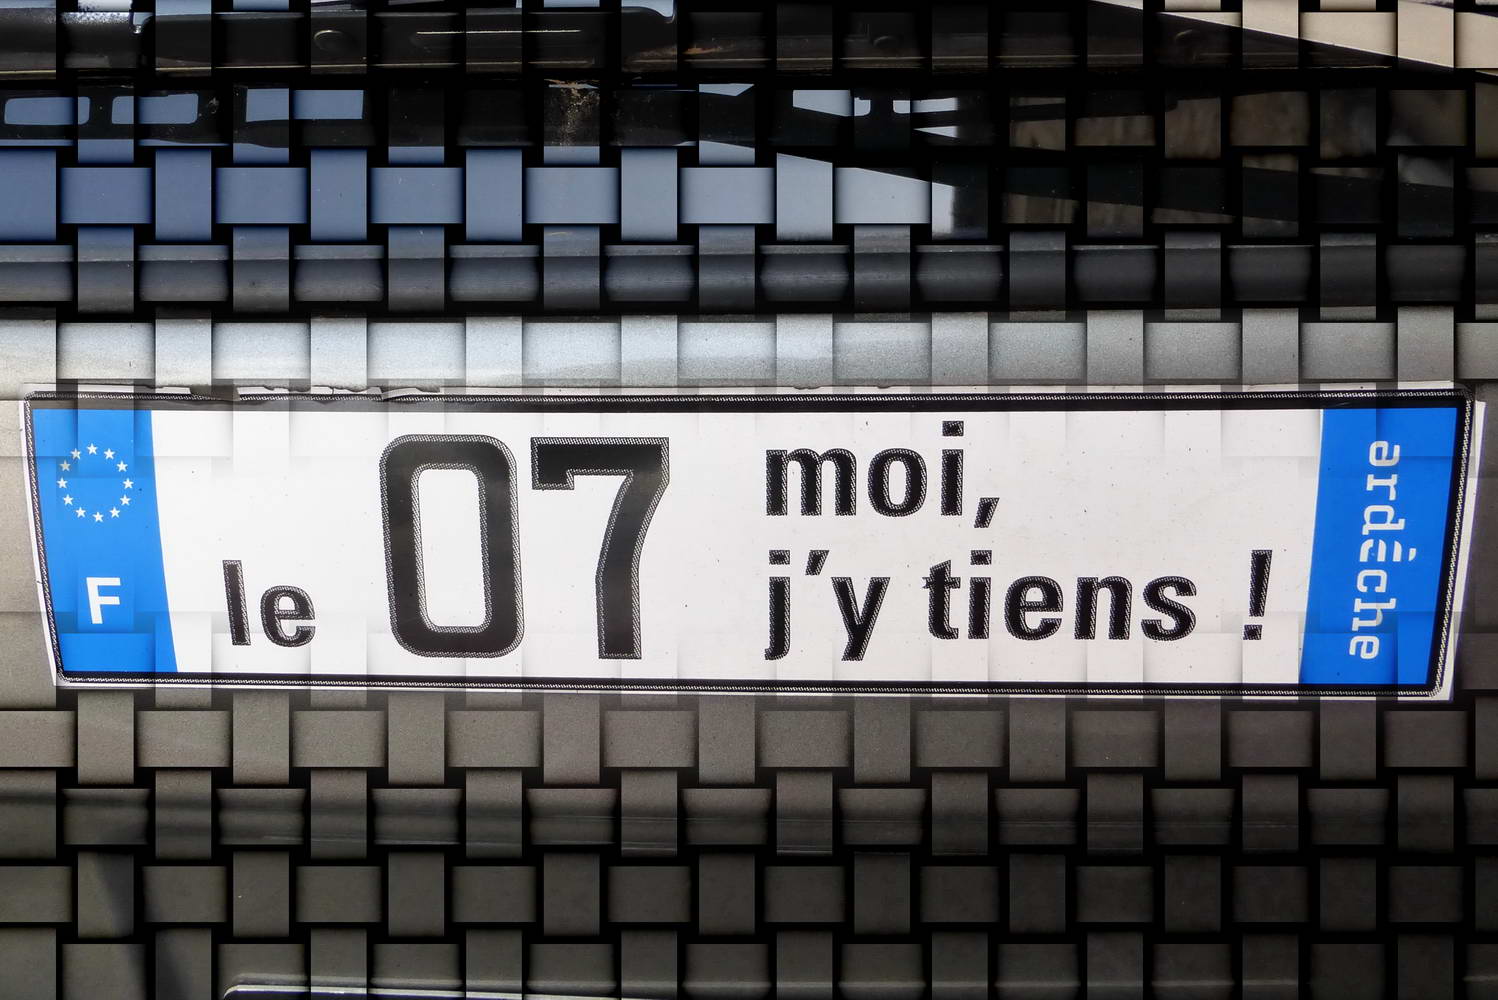 F
le 07
moi,
j'y tiens !
ardèche